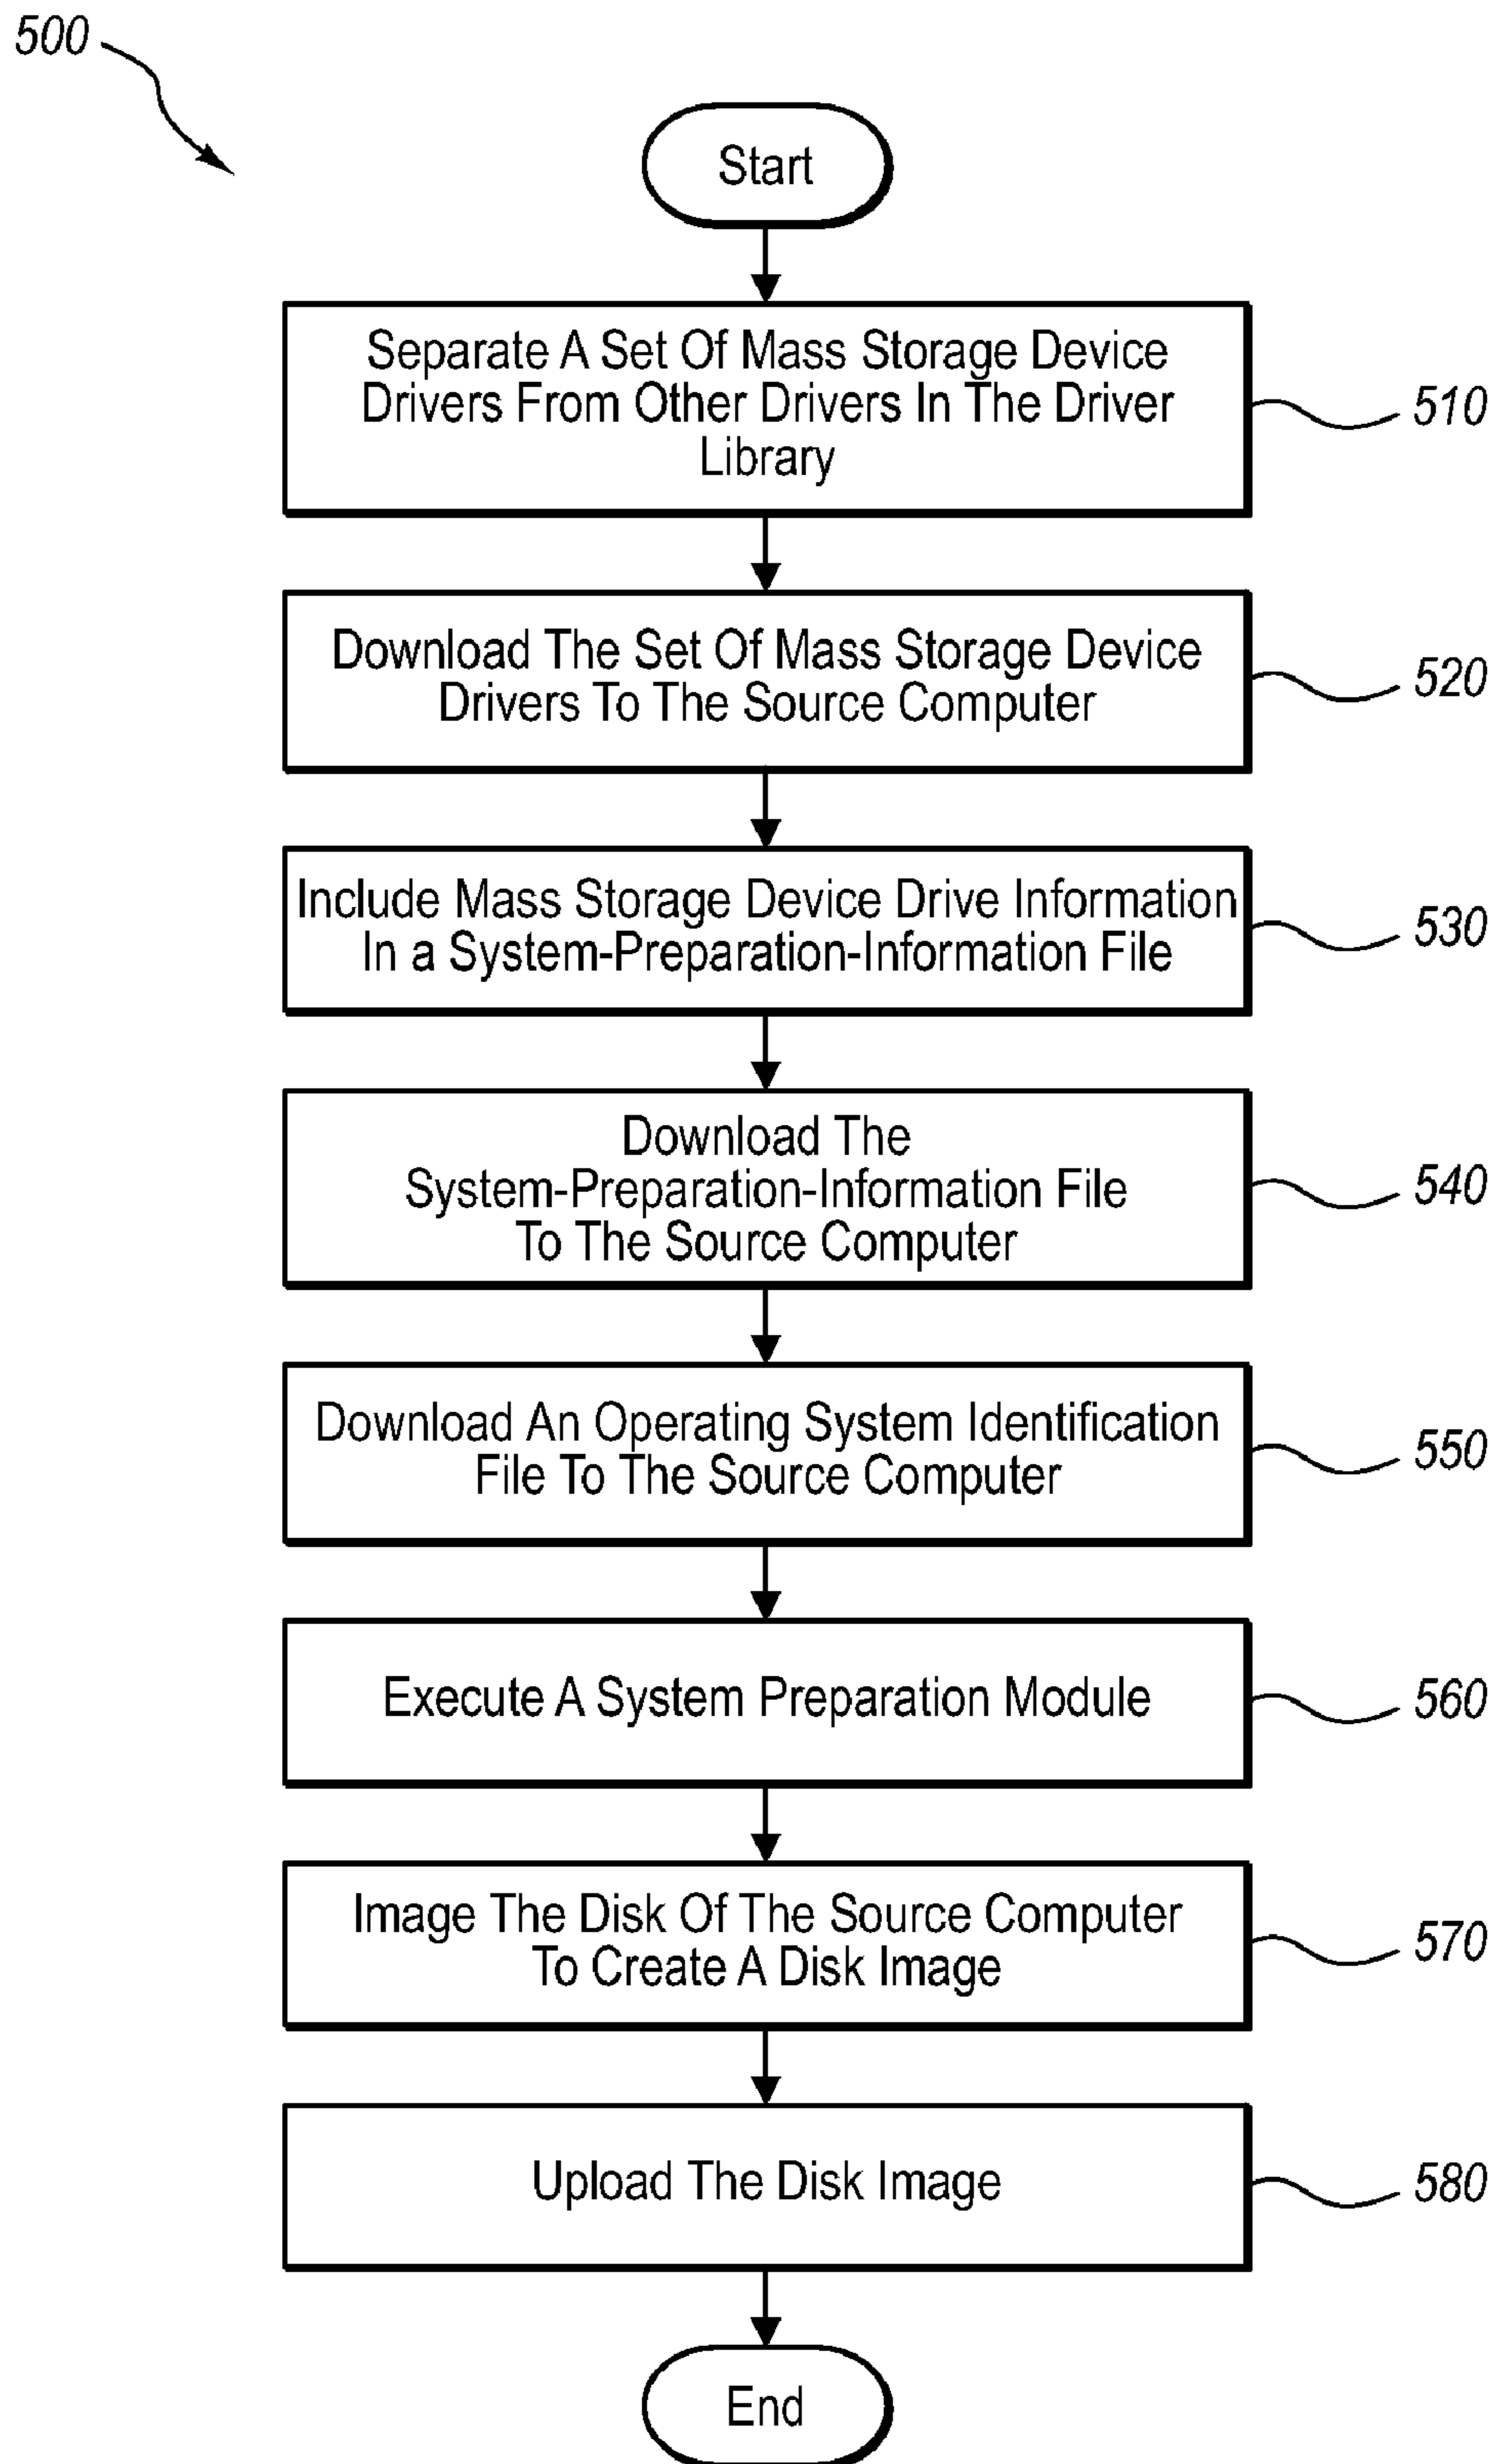 500
Start
Separate A Set Of Mass Storage Device
Drivers From Other Drivers In The Driver
Library
510
Download The Set Of Mass Storage Device
Drivers To The Source Computer
520
Include Mass Storage Device Drive Information
In a System-Preparation-Information File
530
Download The
System-Preparation-Information File
To The Source Computer
540
Download An Operating System Identification
File To The Source Computer
550
Execute A System Preparation Module
560
Image The Disk Of The Source Computer
To Create A Disk Image
570
Upload The Disk Image
580
End